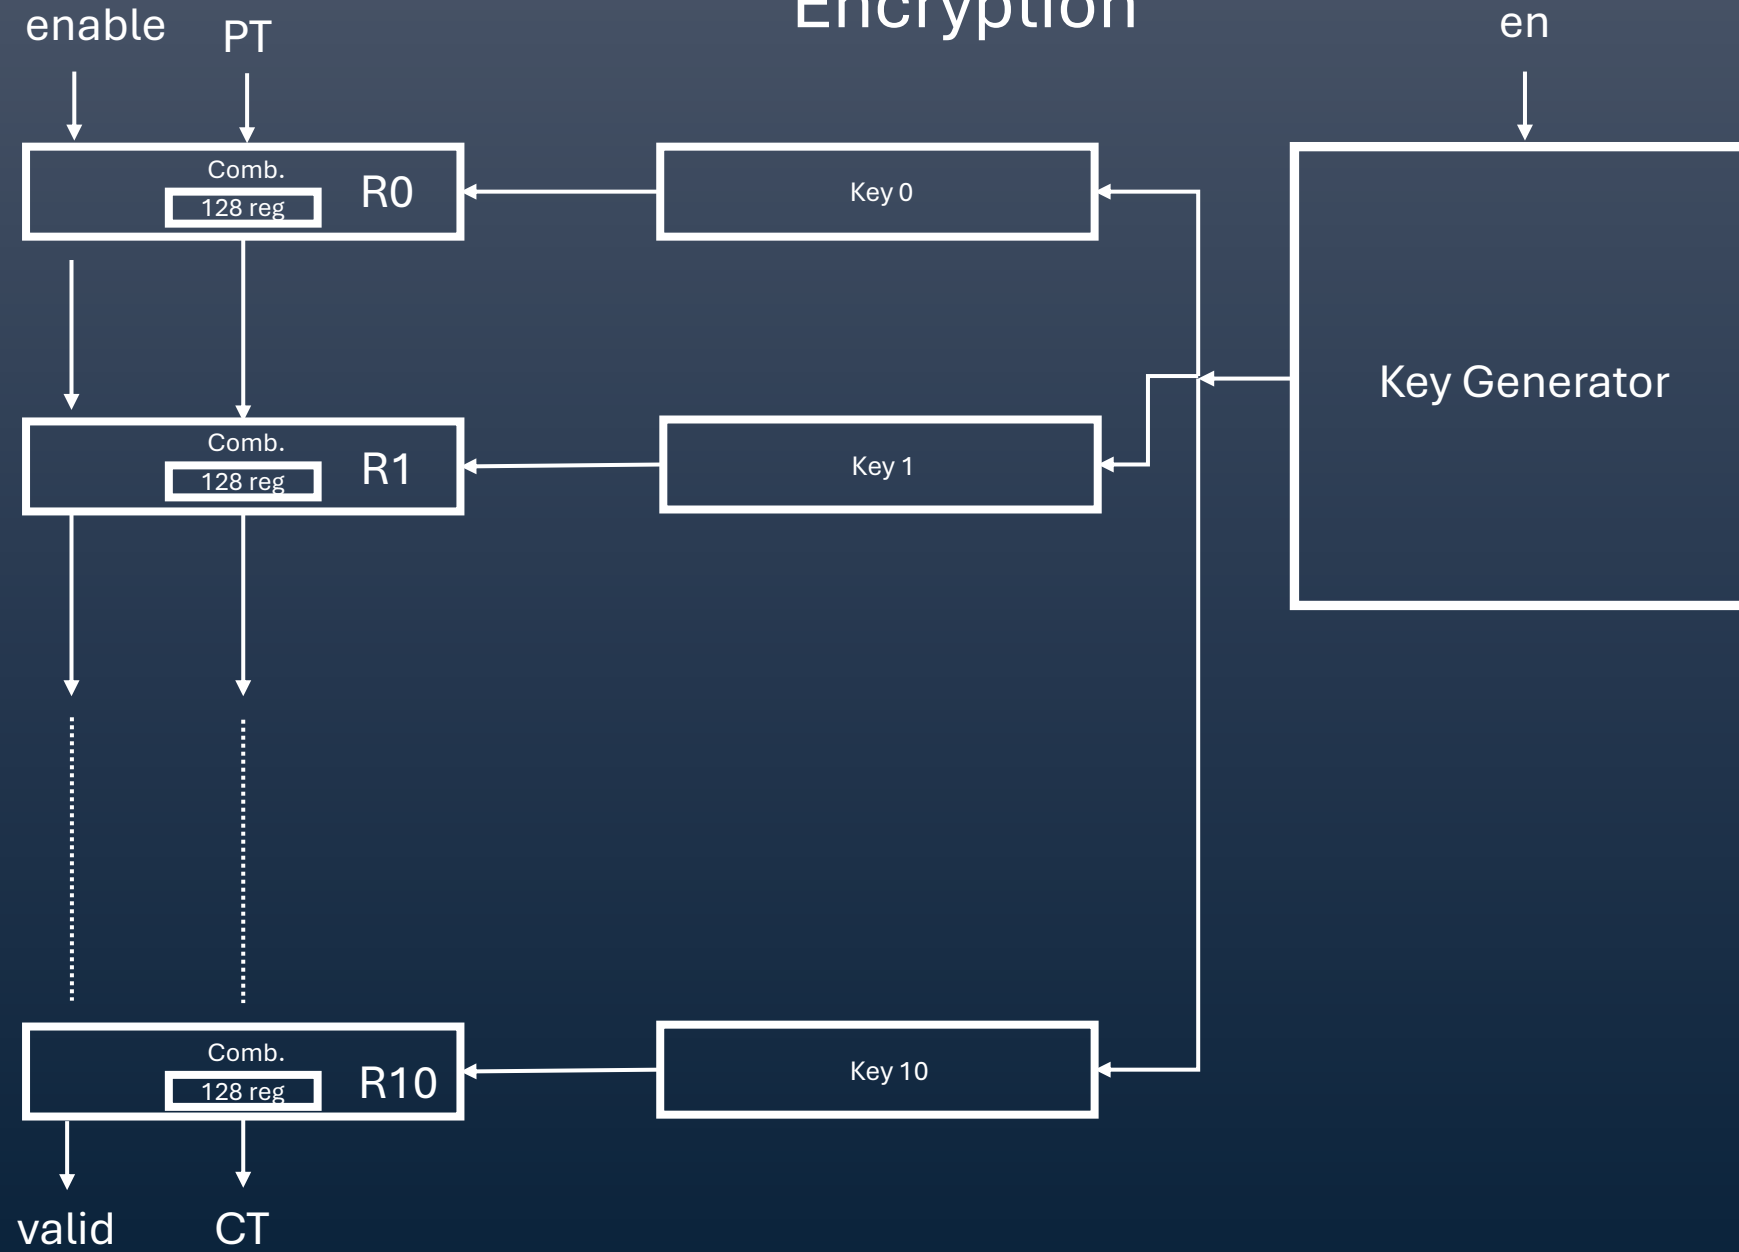 Encryption
enable
PT
en
Comb.
128 reg
R0
Key 0
Key Generator
Comb.
128 reg
R1
Key 1
Comb.
128 reg
R10
Key 10
valid
CT